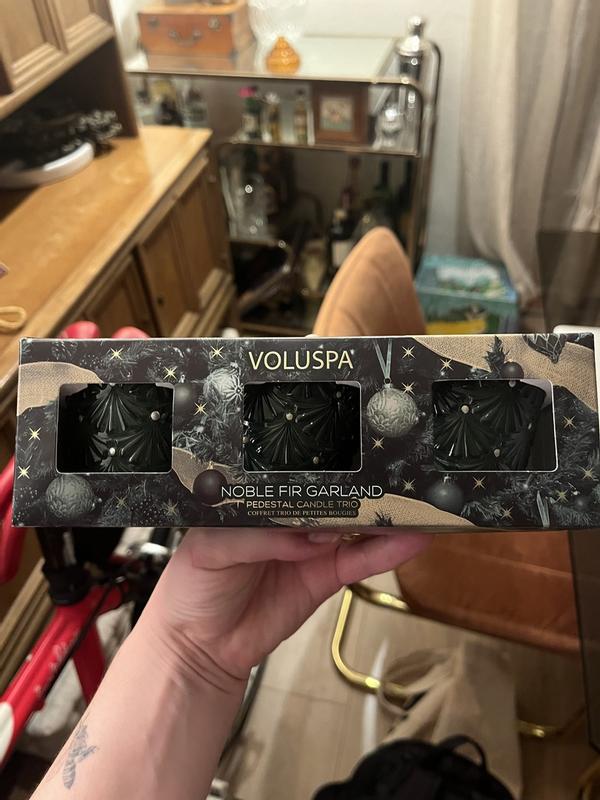 VOLUSPA
NOBLE FIR GARLAND
PEDESTAL CANDLE TRIO
COFFRET TRIO DE PETITES BOUGIES